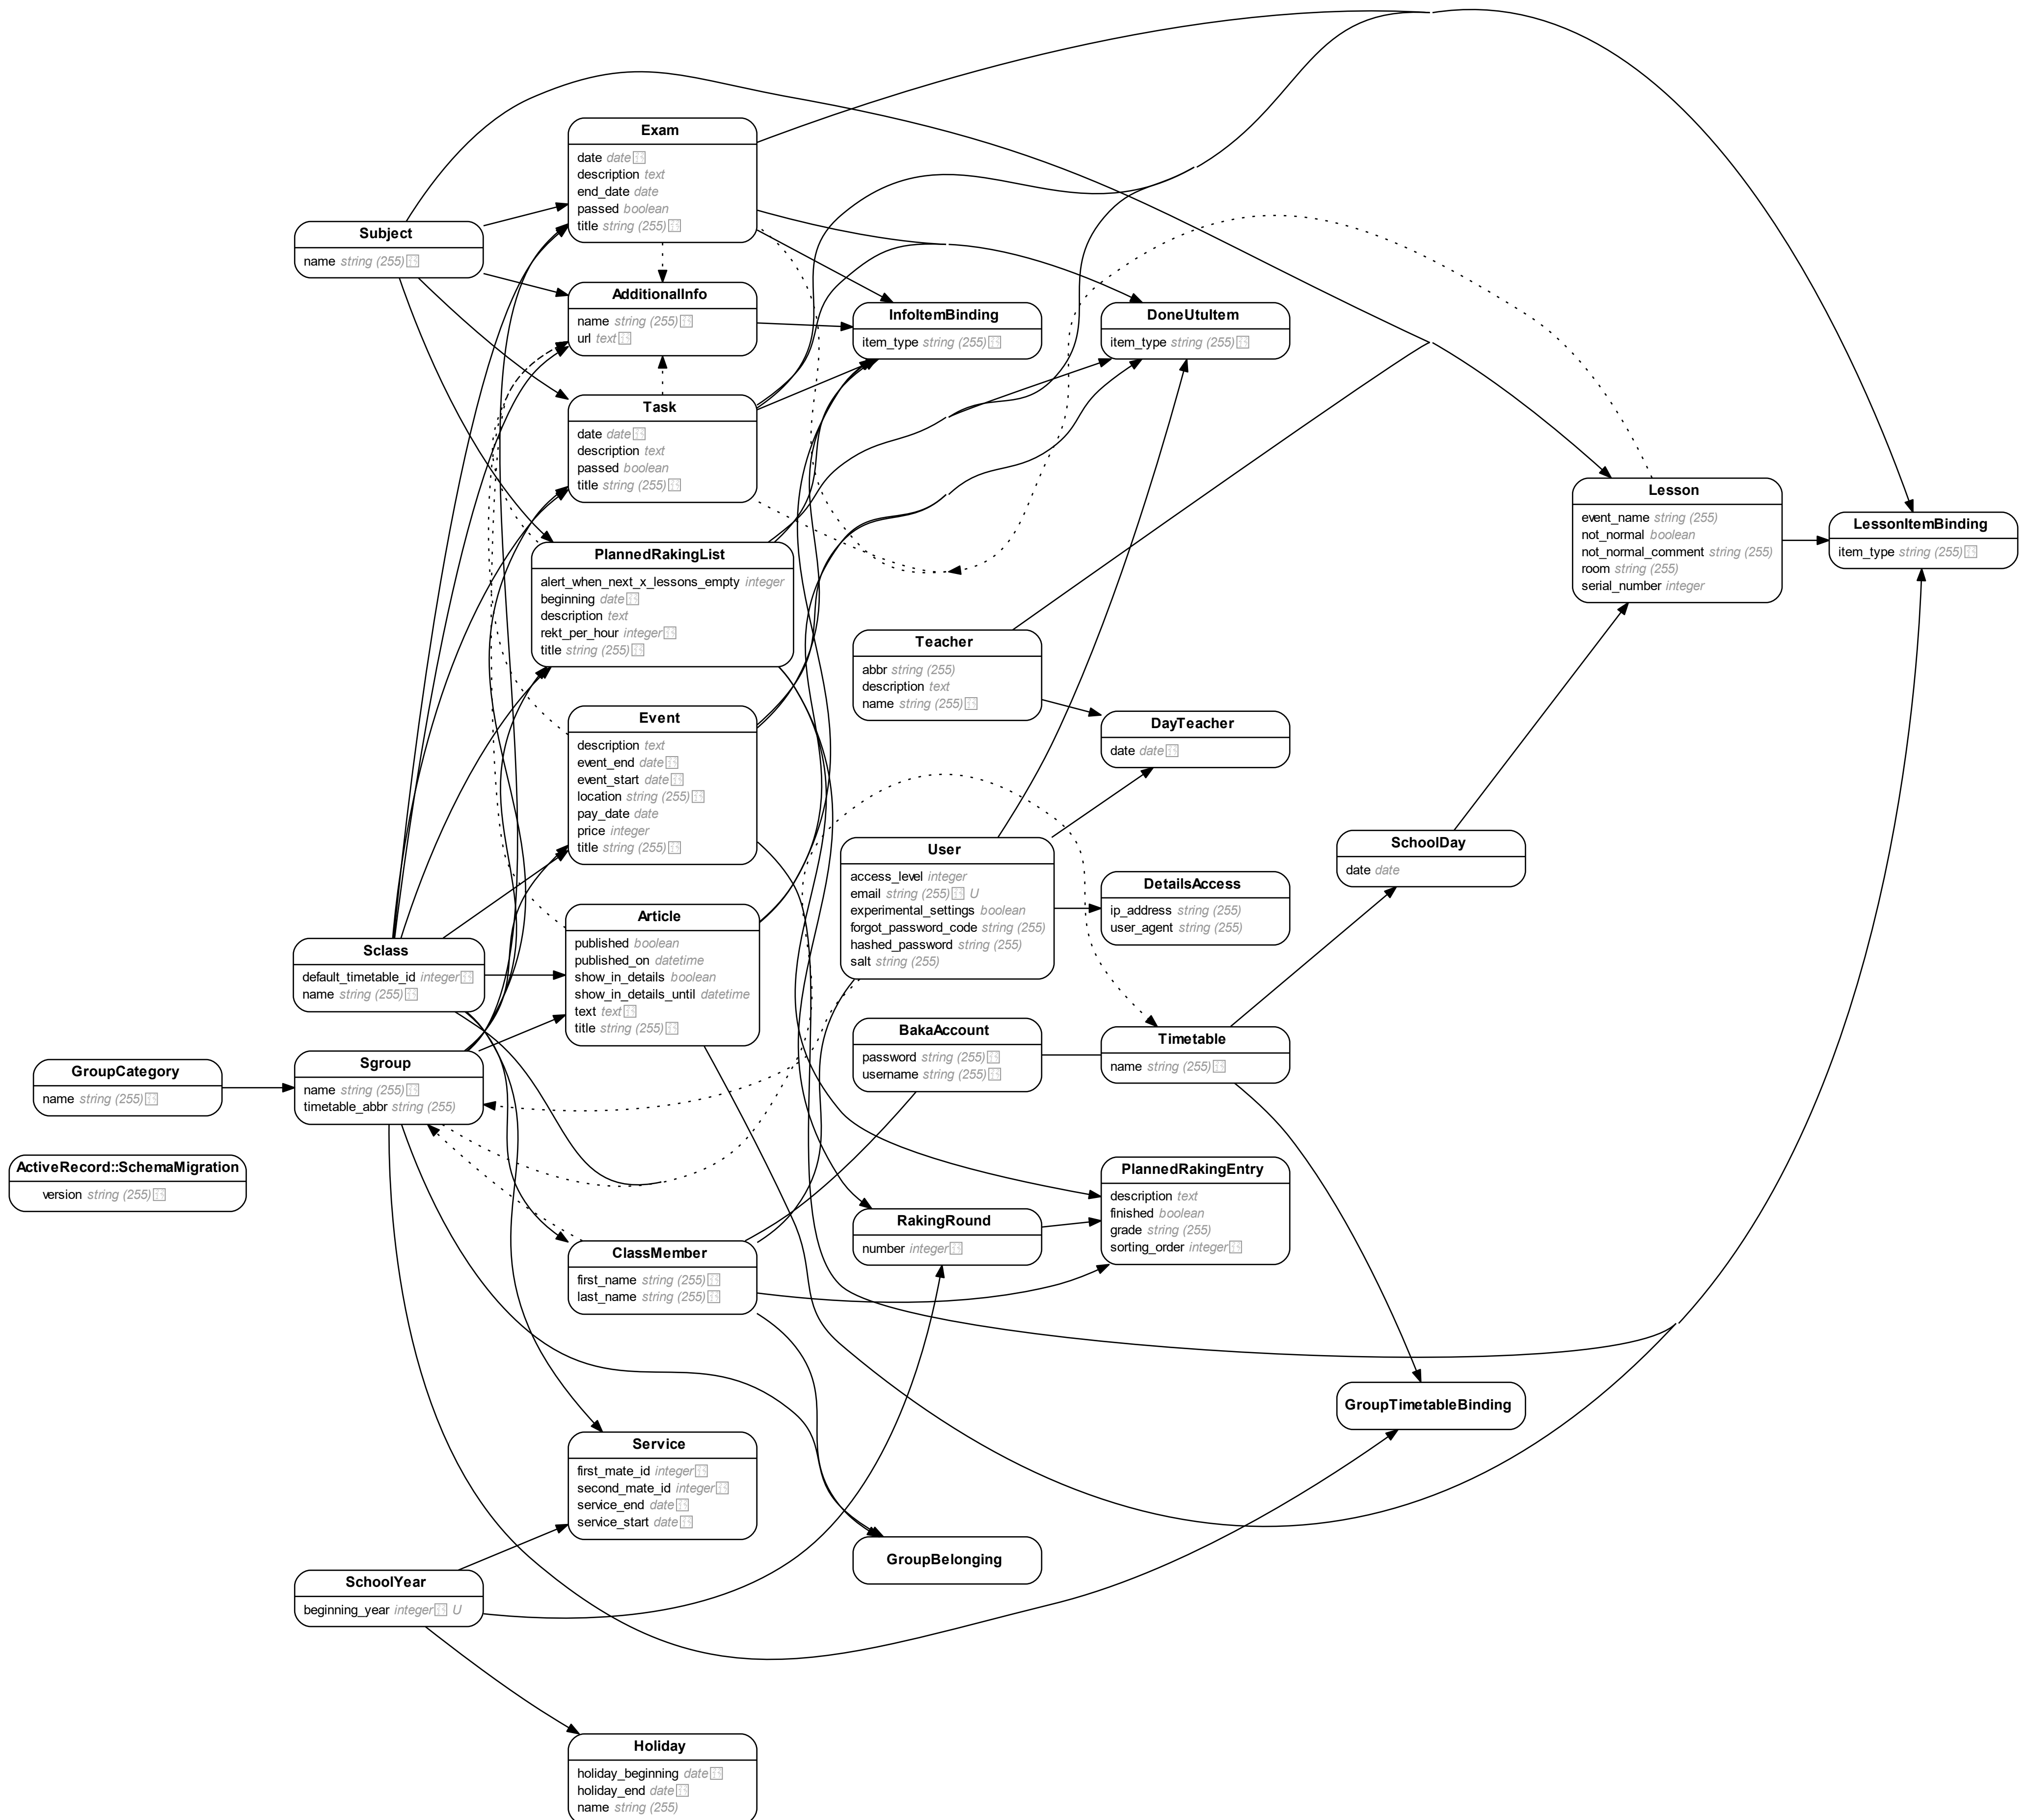 Exam
date date
description text
end_date date
passed boolean
title string (255)
Subject
name string (255)
AdditionalInfo
name string (255)
url text
InfoItemBinding
item_type string (255)
DoneUtuItem
item_type string (255)
Task
date date
description text
passed boolean
title string (255)
Lesson
event_name string (255)
not_normal boolean
not_normal_comment string (255)
room string (255)
serial_number integer
LessonItemBinding
item_type string (255)
PlannedRakingList
alert_when_next_x_lessons_empty integer
beginning date
description text
rekt_per_hour integer
title string (255)
Teacher
abbr string (255)
description text
name string (255)
DayTeacher
date date
Event
description text
event_end date
event_start date
location string (255)
pay_date date
price integer
title string (255)
User
access_level integer
email string (255) U
experimental_settings boolean
forgot_password_code string (255)
hashed_password string (255)
salt string (255)
SchoolDay
date date
DetailsAccess
ip_address string (255)
user_agent string (255)
Article
published boolean
published_on datetime
show_in_details boolean
show_in_details_until datetime
text text
title string (255)
Sclass
default_timetable_id integer
name string (255)
BakaAccount
password string (255)
username string (255)
Timetable
name string (255)
Sgroup
name string (255)
timetable_abbr string (255)
GroupCategory
name string (255)
ActiveRecord::SchemaMigration
version string (255)
PlannedRakingEntry
description text
finished boolean
grade string (255)
sorting_order integer
RakingRound
number integer
ClassMember
first_name string (255)
last_name string (255)
GroupTimetableBinding
Service
first_mate_id integer
second_mate_id integer
service_end date
service_start date
GroupBelonging
SchoolYear
beginning_year integer U
Holiday
holiday_beginning date
holiday_end date
name string (255)